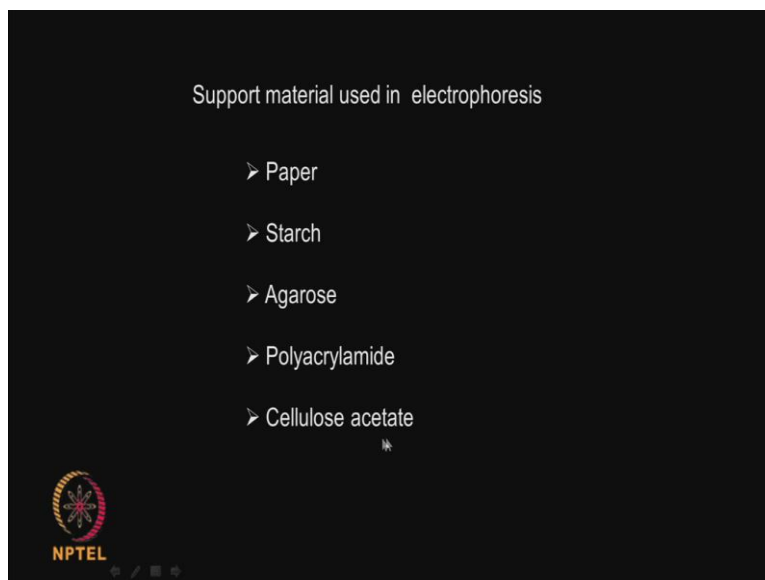 Support material used in electrophoresis
➢ Paper
➢ Starch
➢ Agarose
➢ Polyacrylamide
➢ Cellulose acetate
NPTEL